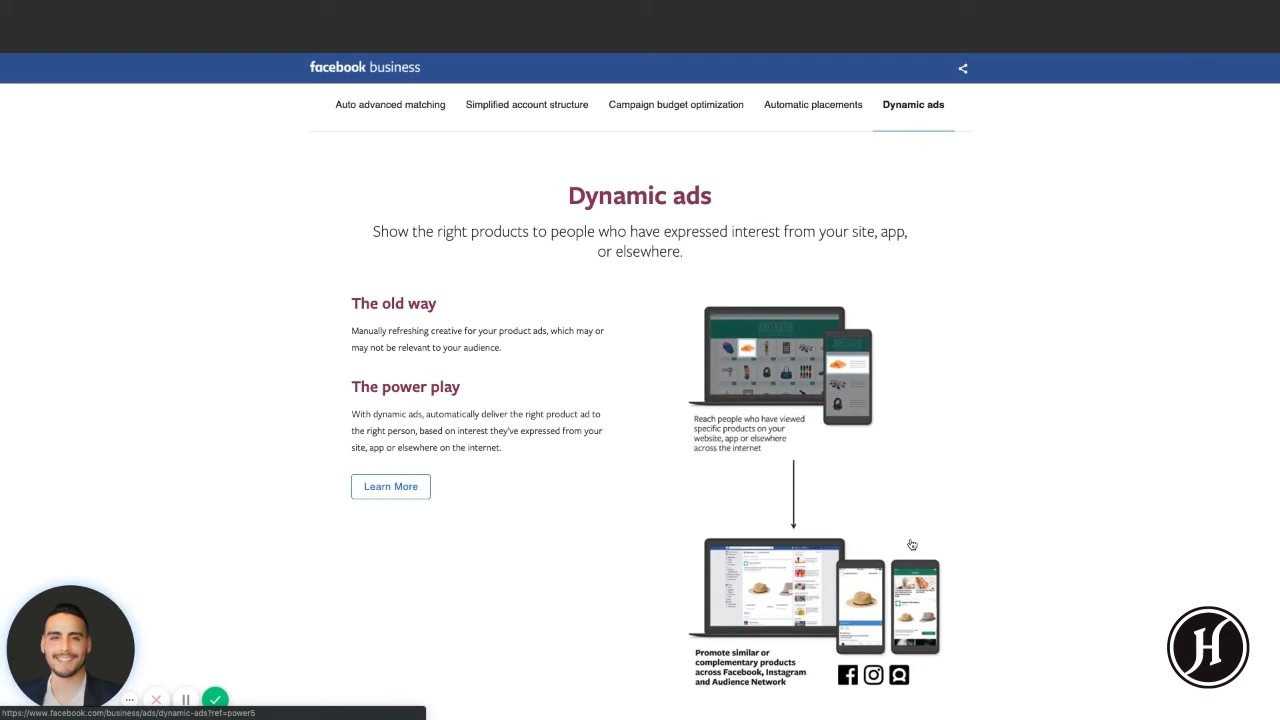 facebook business
Auto advanced matching Simplified account structure Campaign budget optimization Automatic placements Dynamic ads
Dynamic ads
Show the right products to people who have expressed interest from your site, app,
or elsewhere.
The old way
Manually refreshing creative for your product ads, which may or
may not be relevant to your audience.
The power play
With dynamic ads, automatically deliver the right product ad to
the right person, based on interest they've expressed from your
site, app or elsewhere on the internet.
Learn More
Reach people who have viewed
specific products on your
website, app or elsewhere
across the internet
Promote similar or
complementary products
across Facebook, Instagram
and Audience Network
H
https://www.facebook.com/business/ads/dynamic-ads?ref=power5